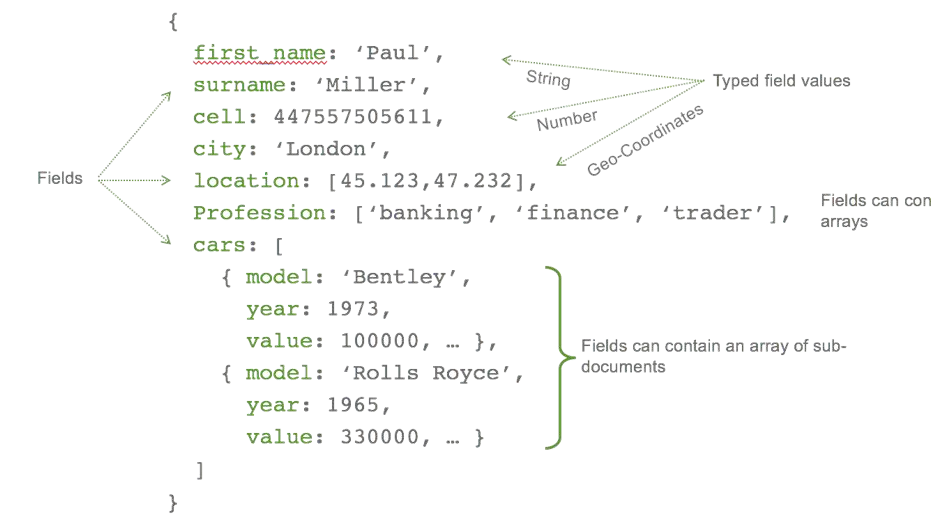 {
first_name: ‘Paul’,
surname: ‘Miller’,
cell: 447557505611,
city: ‘London’,
location: [45.123,47.232],
Profession: [‘banking’, ‘finance’, ‘trader’],
cars: [
{ model: ‘Bentley’,
year: 1973,
value: 100000, … },
{ model: ‘Rolls Royce’,
year: 1965,
value: 330000, … }
]
}
Fields
String
Number
Geo-Coordinates
Typed field values
Fields can con
arrays
Fields can contain an array of sub-
documents